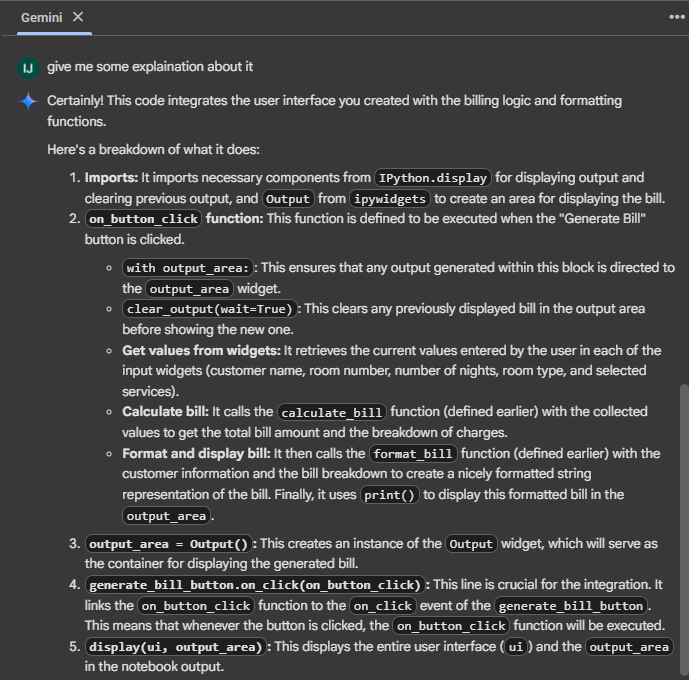 Gemini ✕
IJ give me some explaination about it
Certainly! This code integrates the user interface you created with the billing logic and formatting
functions.
Here's a breakdown of what it does:
1. Imports: It imports necessary components from IPython.display for displaying output and
clearing previous output, and Output from ipywidgets to create an area for displaying the bill.
2. on_button_click function: This function is defined to be executed when the "Generate Bill"
button is clicked.
◦ with output_area: : This ensures that any output generated within this block is directed to
the output_area widget.
◦ clear_output(wait=True) : This clears any previously displayed bill in the output area
before showing the new one.
◦ Get values from widgets: It retrieves the current values entered by the user in each of the
input widgets (customer name, room number, number of nights, room type, and selected
services).
◦ Calculate bill: It calls the calculate_bill function (defined earlier) with the collected
values to get the total bill amount and the breakdown of charges.
◦ Format and display bill: It then calls the format_bill function (defined earlier) with the
customer information and the bill breakdown to create a nicely formatted string
representation of the bill. Finally, it uses print() to display this formatted bill in the
output_area .
3. output_area = Output() : This creates an instance of the Output widget, which will serve as
the container for displaying the generated bill.
4. generate_bill_button.on_click(on_button_click) : This line is crucial for the integration. It
links the on_button_click function to the on_click event of the generate_bill_button .
This means that whenever the button is clicked, the on_button_click function will be executed.
5. display(ui, output_area) : This displays the entire user interface ( ui ) and the output_area
in the notebook output.